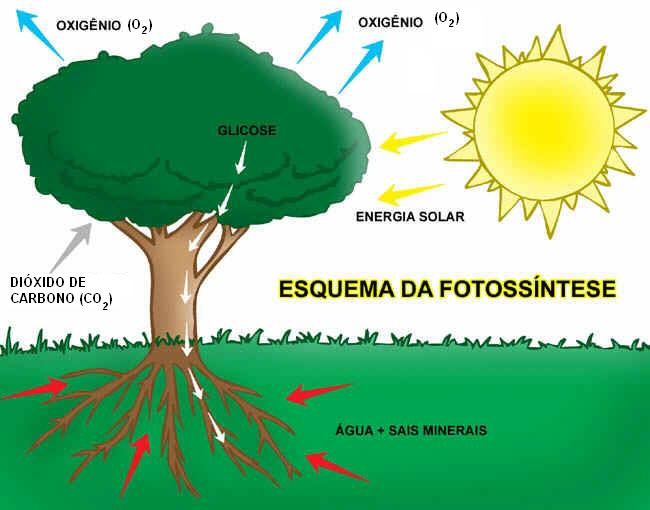 OXIGÊNIO (O₂)
OXIGÊNIO (O₂)
GLICOSE
ENERGIA SOLAR
DIÓXIDO DE
CARBONO (CO₂)
ESQUEMA DA FOTOSSÍNTESE
ÁGUA + SAIS MINERAIS